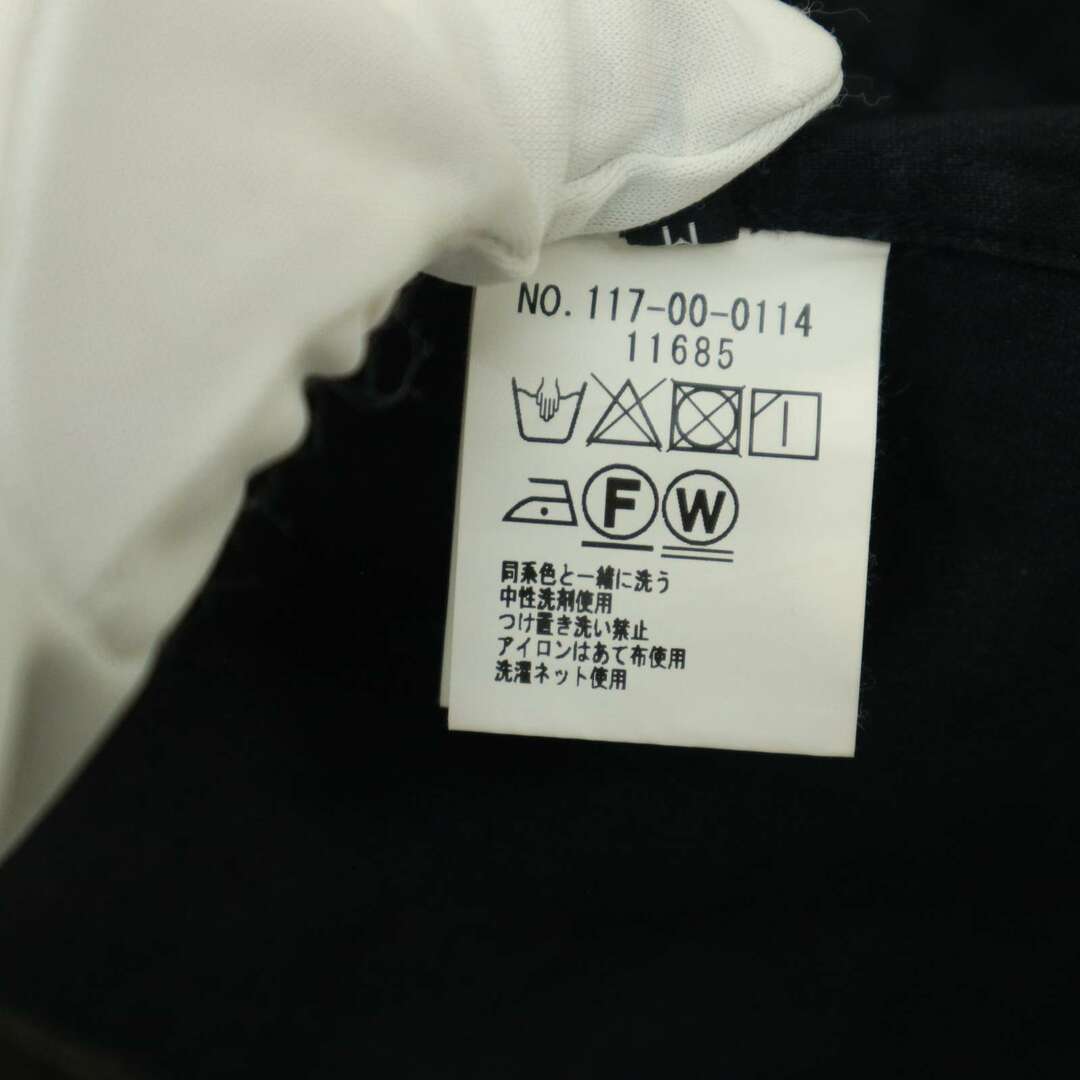 M
NO. 117-00-0114
11685
F W
同系色と一緒に洗う
中性洗剤使用
つけ置き洗い禁止
アイロンはあて布使用
洗濯ネット使用